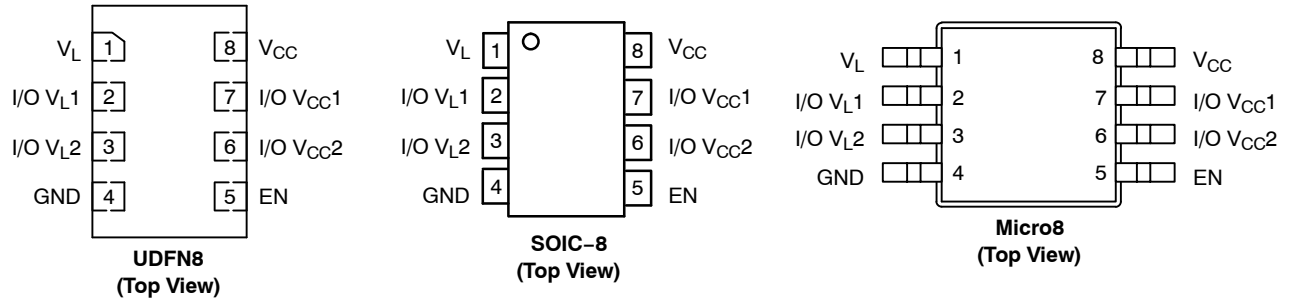 V_L 1 8 V_CC
I/O V_L1 2 7 I/O V_CC1
I/O V_L2 3 6 I/O V_CC2
GND 4 5 EN
UDFN8
(Top View)
V_L 1 8 V_CC
I/O V_L1 2 7 I/O V_CC1
I/O V_L2 3 6 I/O V_CC2
GND 4 5 EN
SOIC−8
(Top View)
V_L 1 8 V_CC
I/O V_L1 2 7 I/O V_CC1
I/O V_L2 3 6 I/O V_CC2
GND 4 5 EN
Micro8
(Top View)